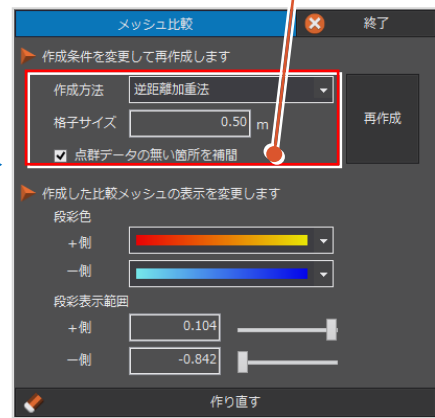 メッシュ比較 終了
作成条件を変更して再作成します
作成方法 逆距離加重法
格子サイズ 0.50 m
再作成
点群データの無い箇所を補間
作成した比較メッシュの表示を変更します
段彩色
+側
ー側
段彩表示範囲
+側 0.104
ー側 -0.842
作り直す